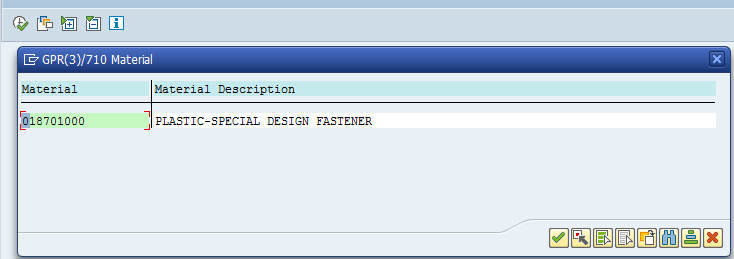 GPR(3)/710 Material
Material Material Description
018701000 PLASTIC-SPECIAL DESIGN FASTENER